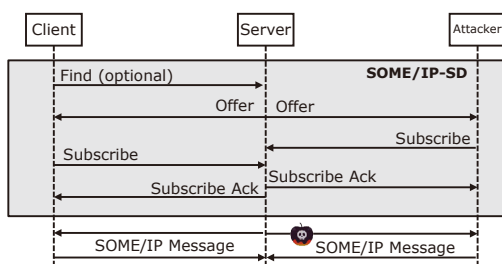 Client Server Attacker
SOME/IP-SD
Find (optional)
Offer Offer
Subscribe
Subscribe
Subscribe Ack
Subscribe Ack
SOME/IP Message SOME/IP Message